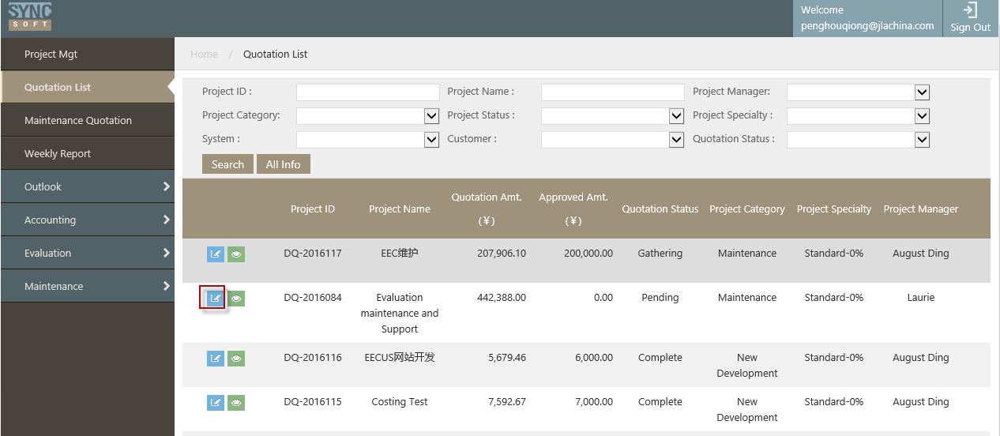 SYNC
SOFT
Welcome
penghouqiong@jlachina.com
Sign Out
Project Mgt
Quotation List
Maintenance Quotation
Weekly Report
Outlook
Accounting
Evaluation
Maintenance
Home / Quotation List
Project ID : Project Name : Project Manager:
Project Category: Project Status : Project Specialty :
System : Customer : Quotation Status :
Search All Info
Project ID Project Name Quotation Amt. (¥) Approved Amt. (¥) Quotation Status Project Category Project Specialty Project Manager
DQ-2016117 EEC维护 207,906.10 200,000.00 Gathering Maintenance Standard-0% August Ding
DQ-2016084 Evaluation 442,388.00 0.00 Pending Maintenance Standard-0% Laurie
maintenance and
Support
DQ-2016116 EECUS网站开发 5,679.46 6,000.00 Complete New Standard-0% August Ding
Development
DQ-2016115 Costing Test 7,592.67 7,000.00 Complete New Standard-0% August Ding
Development